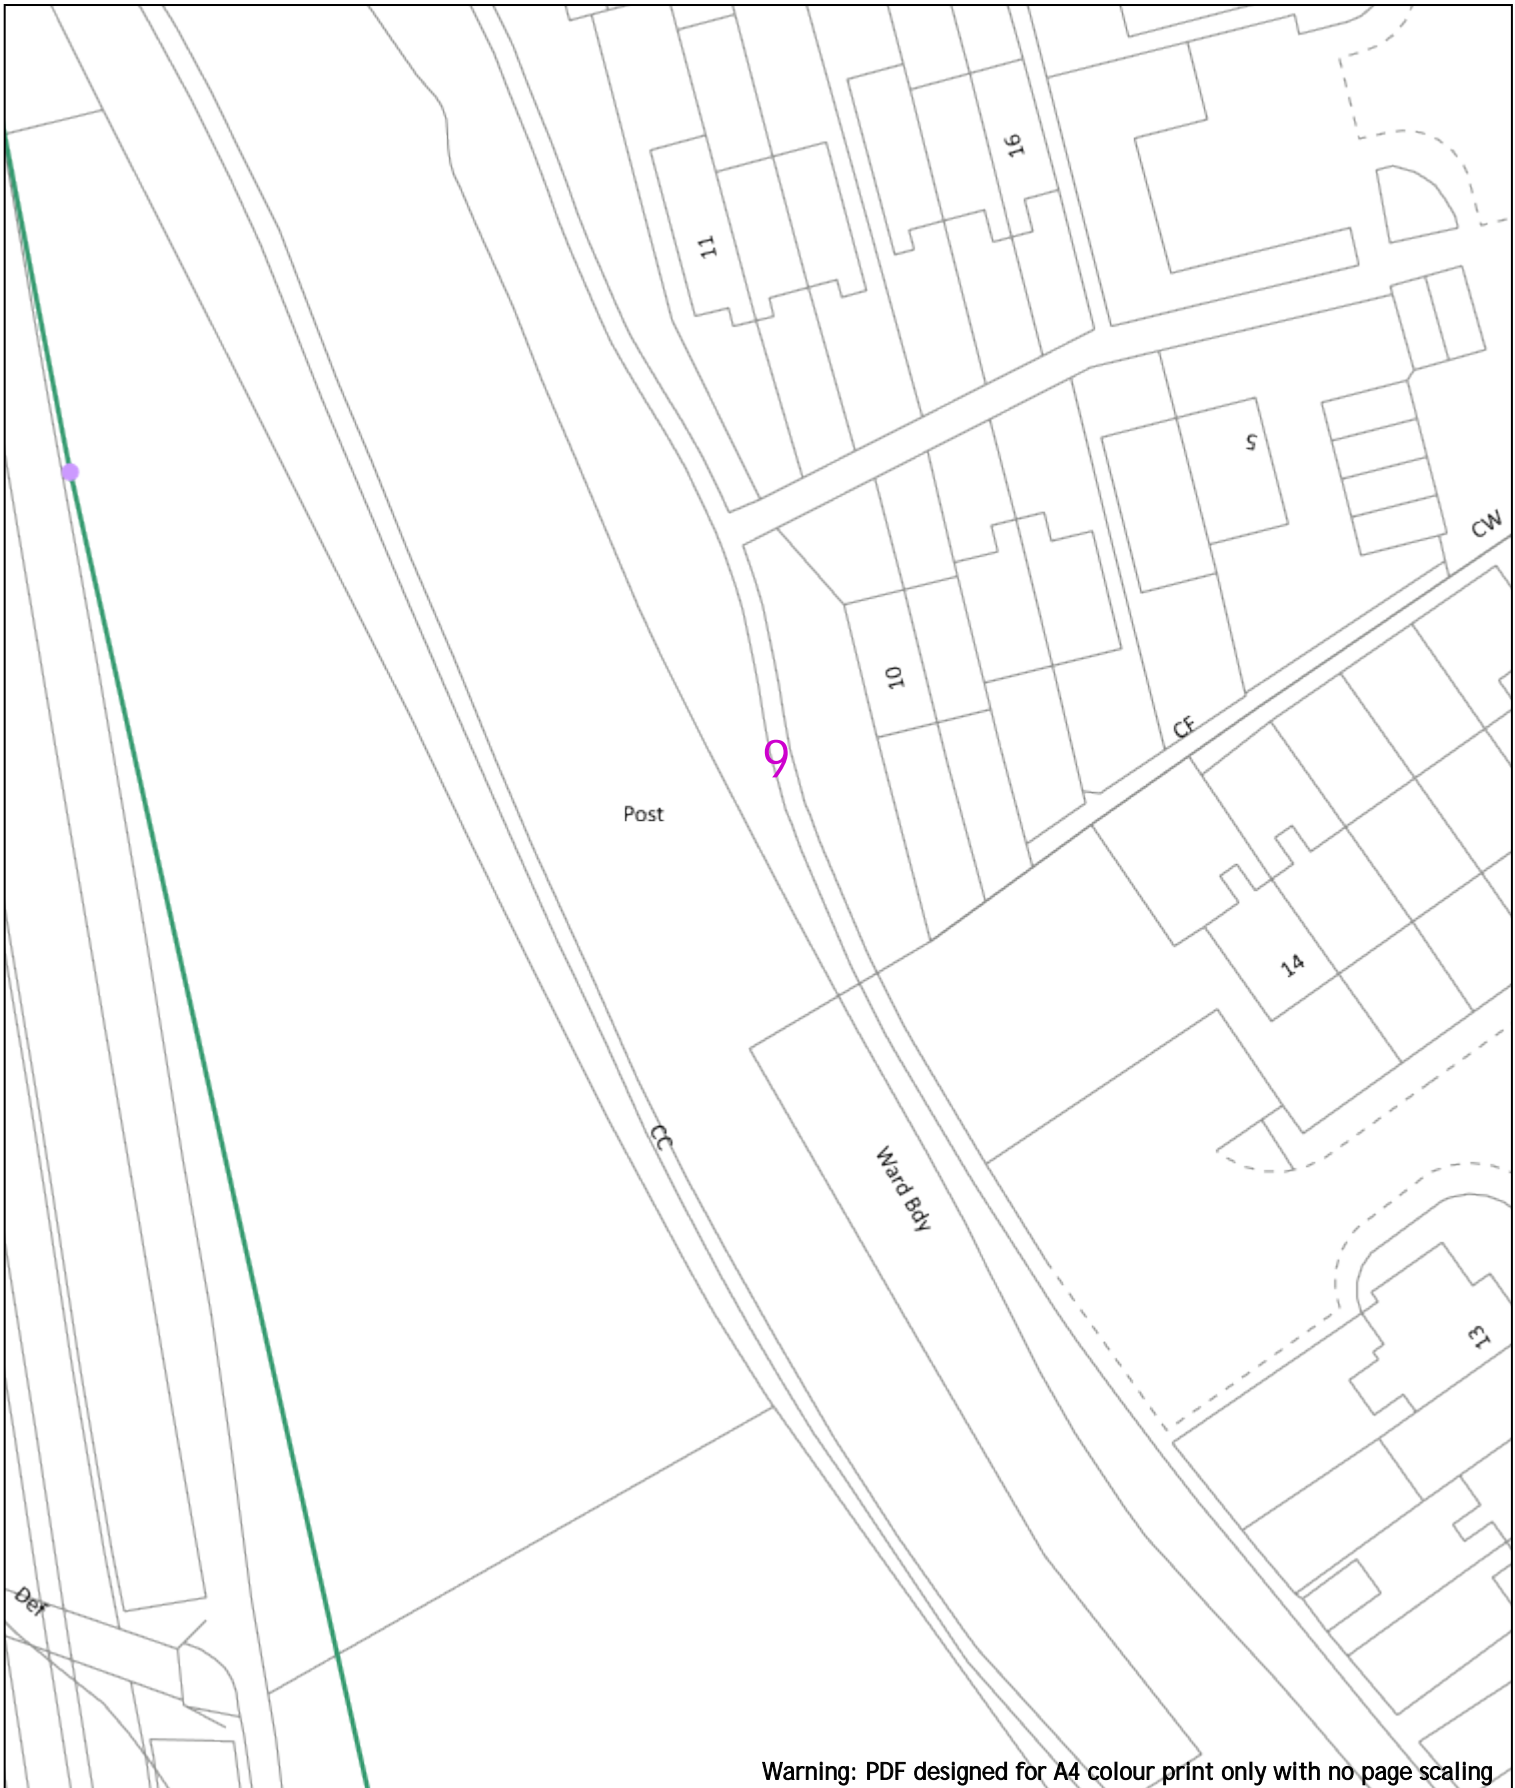 16
11
5
CW
10
CF
9
Post
14
CC
Ward Bdy
13
Def
Warning: PDF designed for A4 colour print only with no page scaling